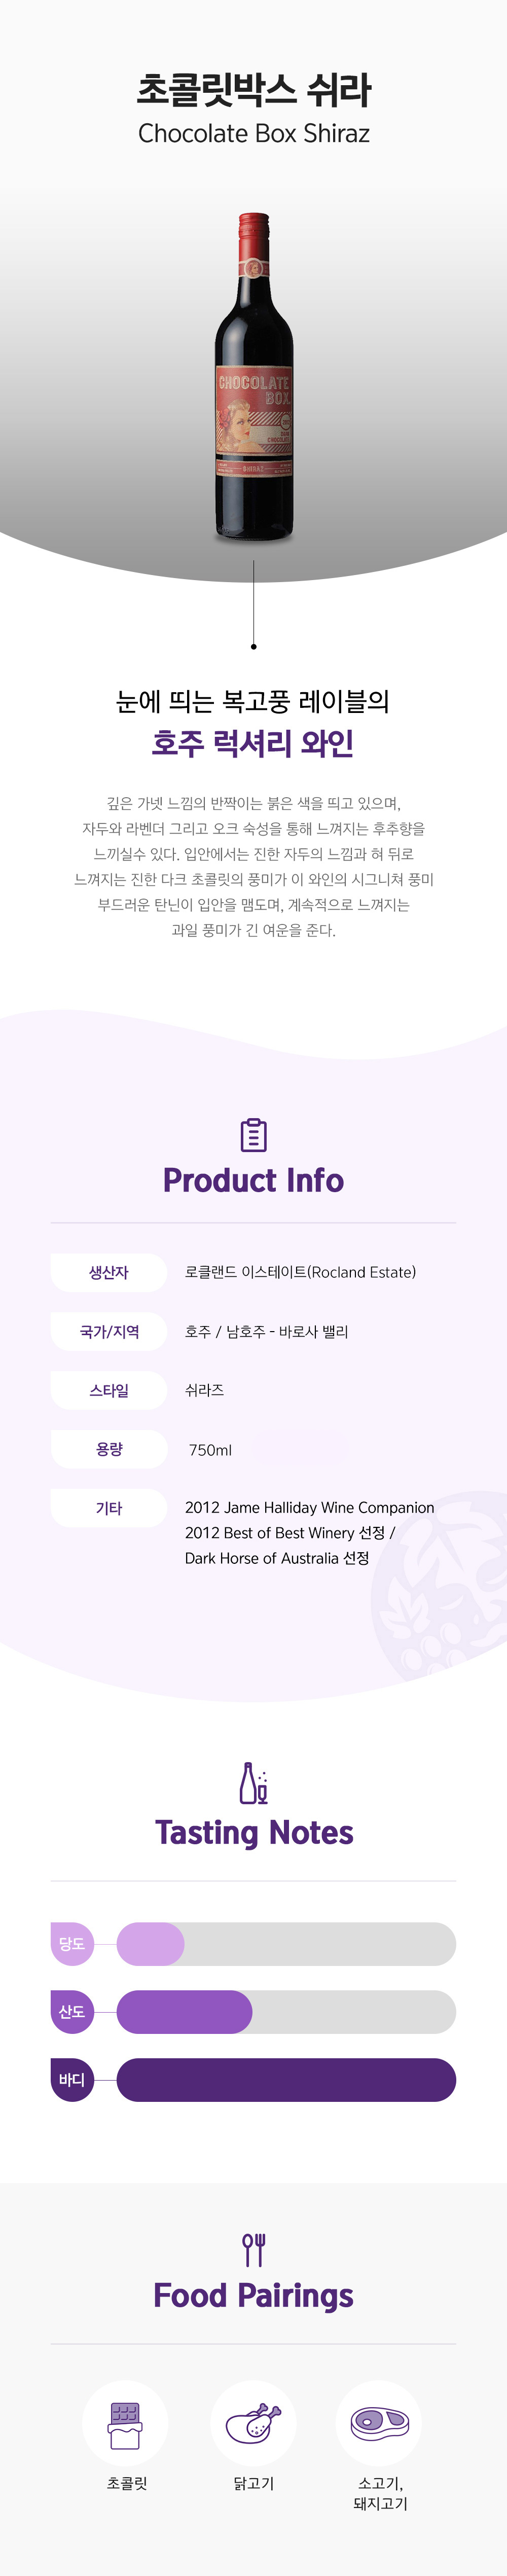 초콜릿박스 쉬라
Chocolate Box Shiraz
CHOCOLATE
BOX
DARK
CHOCOLATE
SHIRAZ
눈에 띄는 복고풍 레이블의
호주 럭셔리 와인
깊은 가넷 느낌의 반짝이는 붉은 색을 띄고 있으며,
자두와 라벤더 그리고 오크 숙성을 통해 느껴지는 후추향을
느끼실수 있다. 입안에서는 진한 자두의 느낌과 혀 뒤로
느껴지는 진한 다크 초콜릿의 풍미가 이 와인의 시그니쳐 풍미
부드러운 탄닌이 입안을 맴도며, 계속적으로 느껴지는
과일 풍미가 긴 여운을 준다.
Product Info
생산자 로클랜드 이스테이트(Rocland Estate)
국가/지역 호주 / 남호주 - 바로사 밸리
스타일 쉬라즈
용량 750ml
기타 2012 Jame Halliday Wine Companion
2012 Best of Best Winery 선정 /
Dark Horse of Australia 선정
Tasting Notes
당도
산도
바디
Food Pairings
초콜릿 닭고기 소고기,
돼지고기